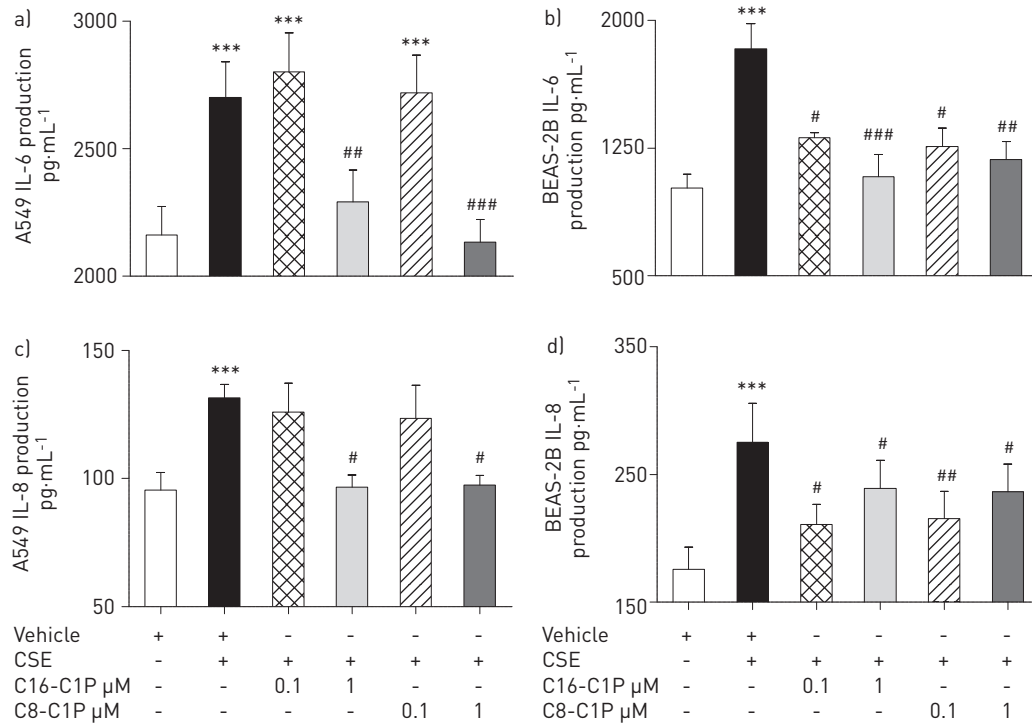 a)
A549 IL-6 production
pg·mL-1
3000
2500
2000
***
***
##
***
###
b)
BEAS-2B IL-6
production pg·mL-1
2000
1250
500
***
#
###
#
##
c)
A549 IL-8 production
pg·mL-1
150
100
50
***
#
#
d)
BEAS-2B IL-8
production pg·mL-1
350
250
150
***
#
#
##
#
Vehicle + + - - - - + + - - - -
CSE - + + + + + - + + + + +
C16-C1P μM - - 0.1 1 - - - - 0.1 1 - -
C8-C1P μM - - - - 0.1 1 - - - - 0.1 1
Vehicle
CSE
C16-C1P μM
C8-C1P μM